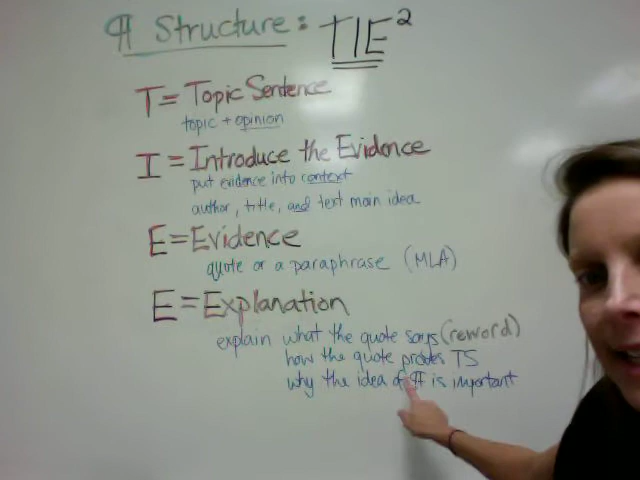 ¶ Structure: TIE²
T = Topic Sentence
topic + opinion
I = Introduce the Evidence
put evidence into context
author, title, and text main idea
E = Evidence
quote or a paraphrase (MLA)
E = Explanation
explain what the quote says (reword)
how the quote proves TS
why the idea of ¶ is important